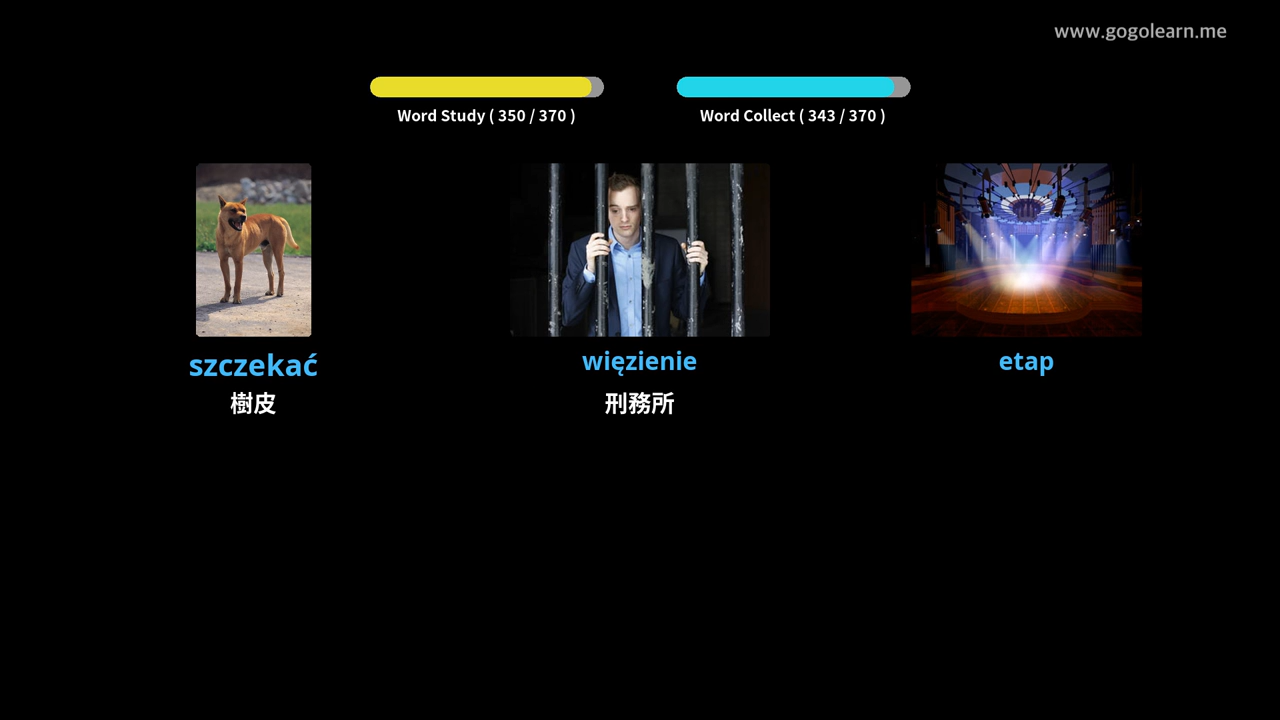 www.gogolearn.me
Word Study ( 350 / 370 )
Word Collect ( 343 / 370 )
szczekać
więzienie
etap
樹皮
刑務所